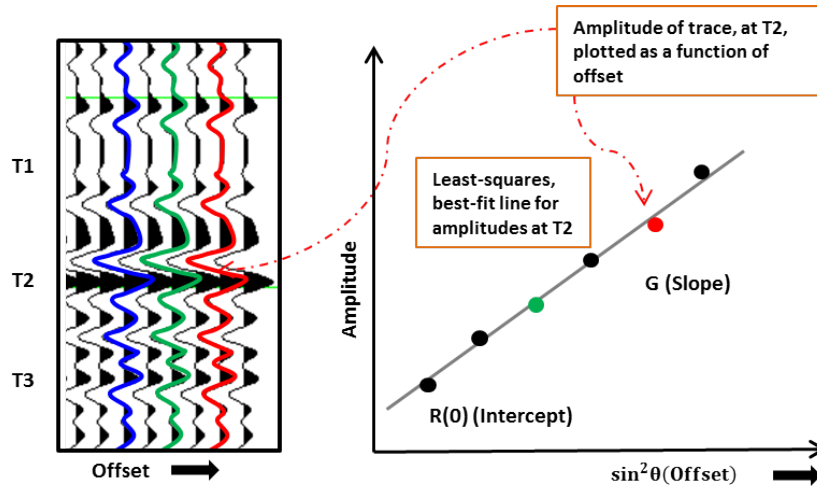 Amplitude of trace, at T2,
plotted as a function of
offset
T1
T2
T3
Offset
Least-squares,
best-fit line for
amplitudes at T2
Amplitude
G (Slope)
R(0) (Intercept)
sin²θ(Offset)